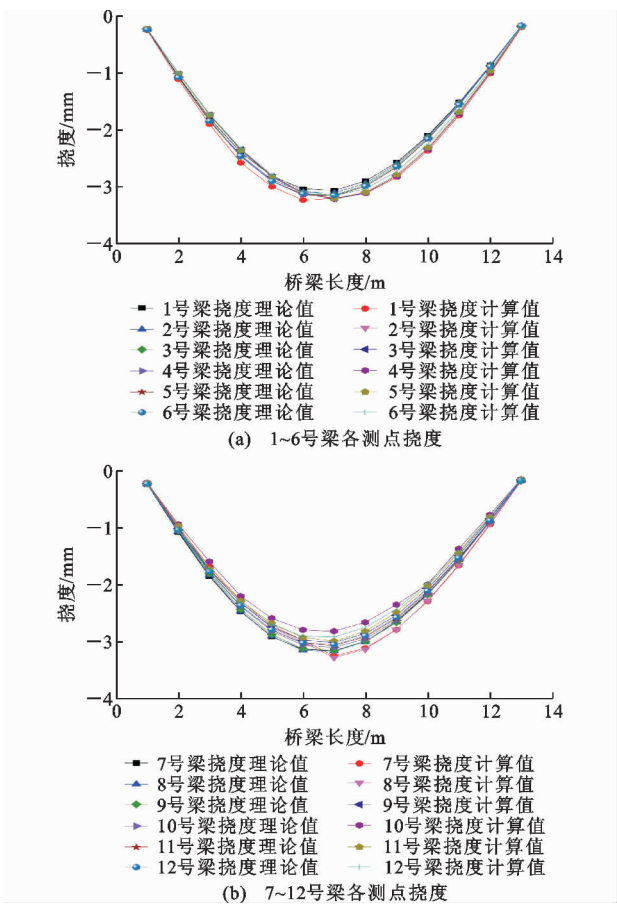 0
−1
−2
−3
−4
挠度/mm
0 2 4 6 8 10 12 14
桥梁长度/m
1号梁挠度理论值 1号梁挠度计算值
2号梁挠度理论值 2号梁挠度计算值
3号梁挠度理论值 3号梁挠度计算值
4号梁挠度理论值 4号梁挠度计算值
5号梁挠度理论值 5号梁挠度计算值
6号梁挠度理论值 6号梁挠度计算值
(a) 1~6号梁各测点挠度
0
−1
−2
−3
−4
挠度/mm
0 2 4 6 8 10 12 14
桥梁长度/m
7号梁挠度理论值 7号梁挠度计算值
8号梁挠度理论值 8号梁挠度计算值
9号梁挠度理论值 9号梁挠度计算值
10号梁挠度理论值 10号梁挠度计算值
11号梁挠度理论值 11号梁挠度计算值
12号梁挠度理论值 12号梁挠度计算值
(b) 7~12号梁各测点挠度